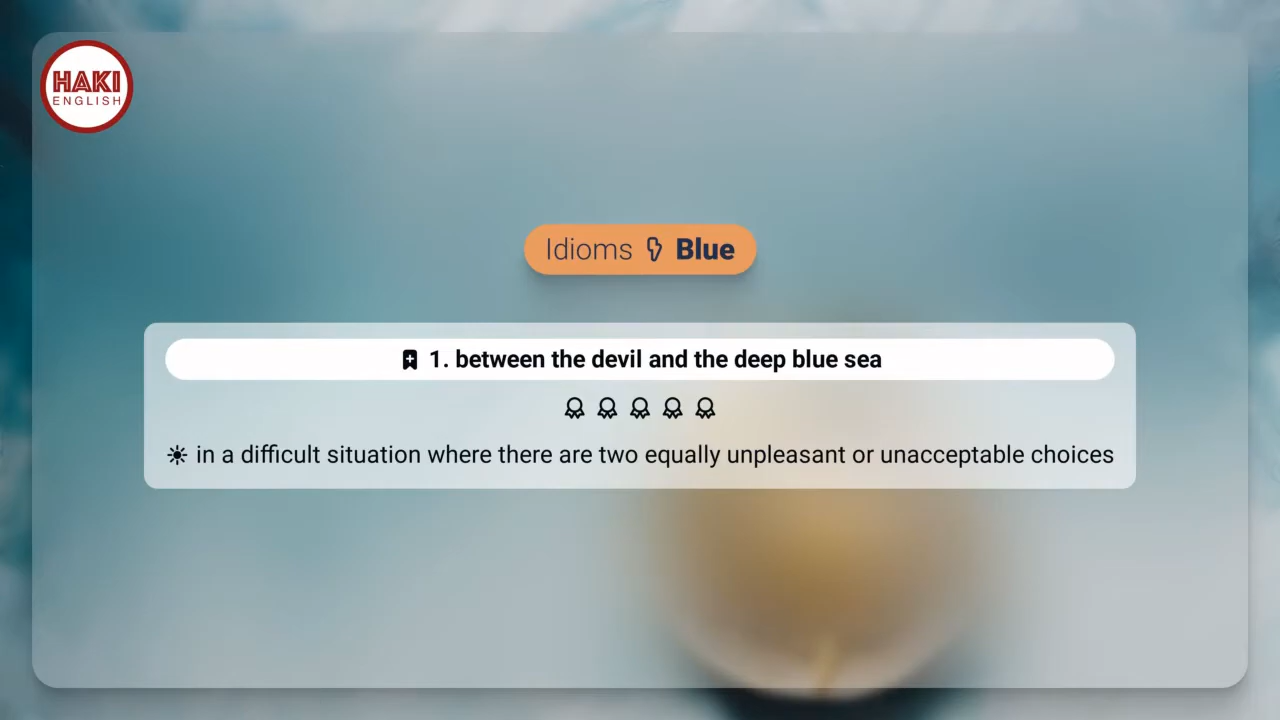 HAKI
ENGLISH
Idioms Blue
1. between the devil and the deep blue sea
in a difficult situation where there are two equally unpleasant or unacceptable choices